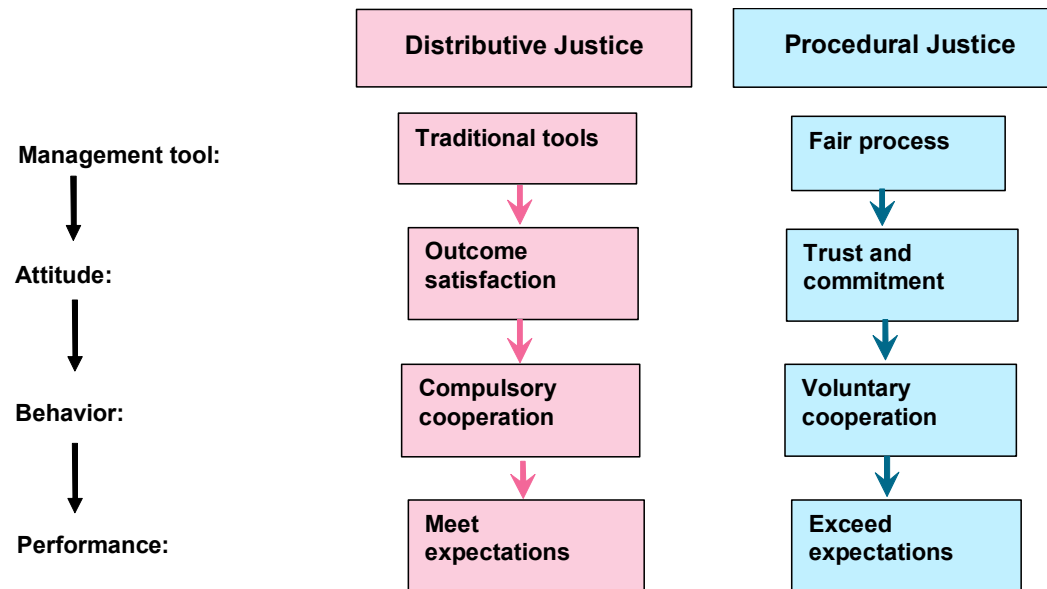 Distributive Justice
Procedural Justice
Management tool:
Traditional tools
Fair process
Attitude:
Outcome
satisfaction
Trust and
commitment
Behavior:
Compulsory
cooperation
Voluntary
cooperation
Performance:
Meet
expectations
Exceed
expectations